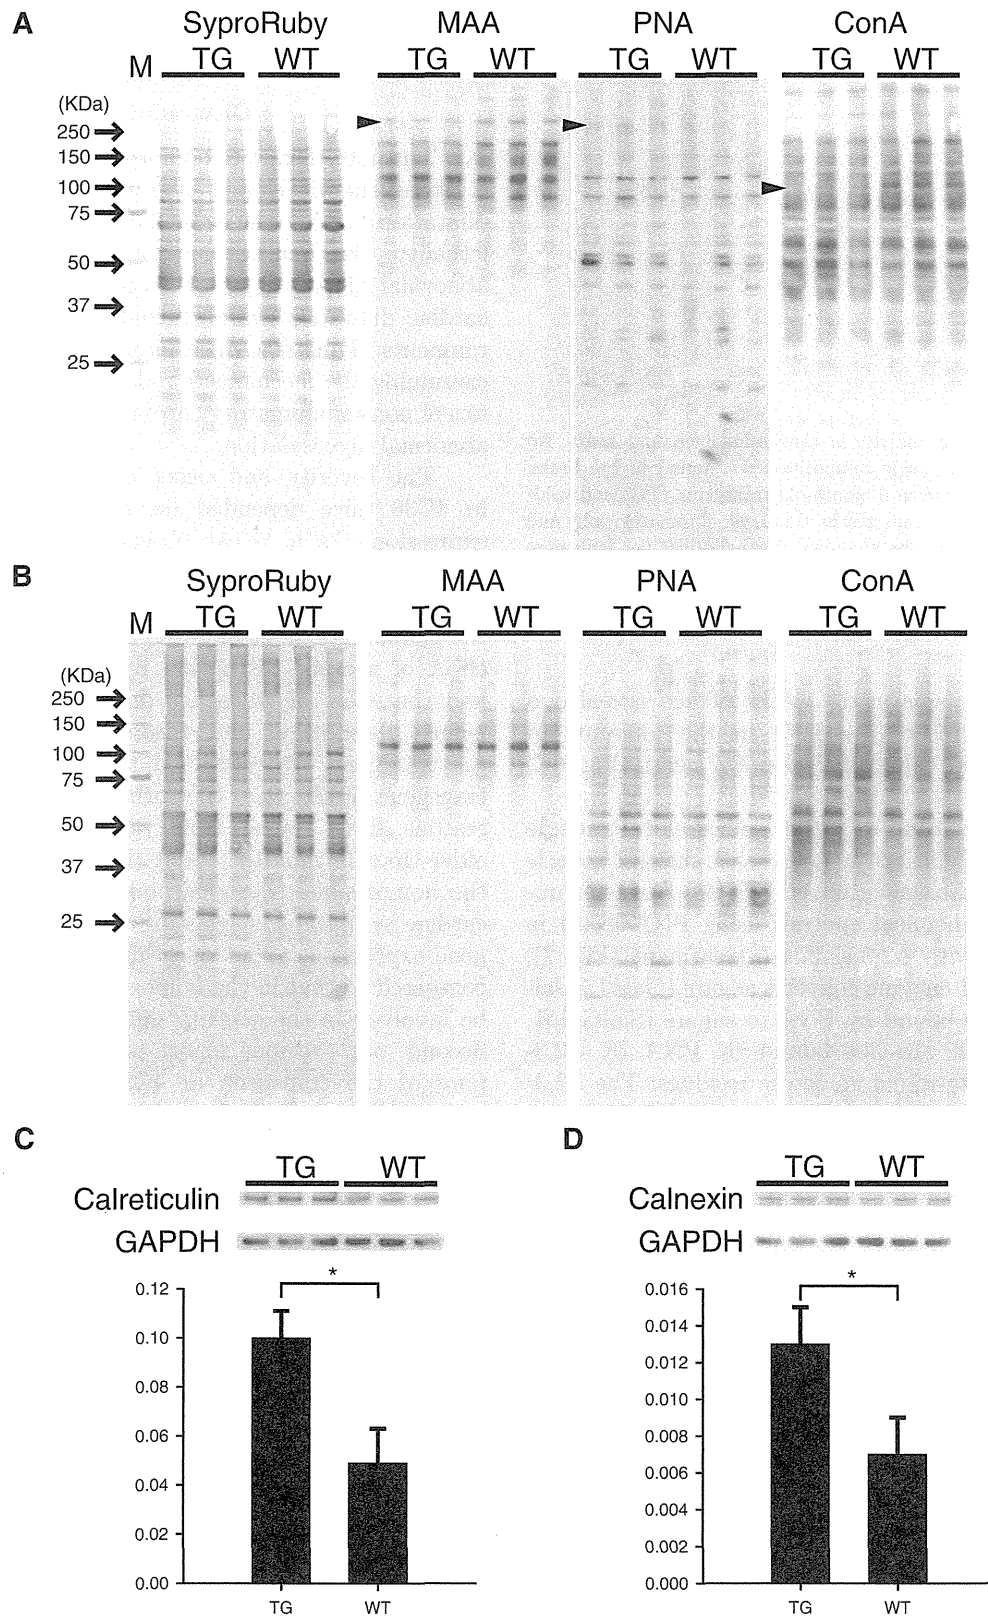 A
SyproRuby MAA PNA ConA
M TG WT TG WT TG WT TG WT
(KDa)
250
150
100
75
50
37
25
B
SyproRuby MAA PNA ConA
M TG WT TG WT TG WT TG WT
(KDa)
250
150
100
75
50
37
25
C
TG WT
Calreticulin
GAPDH
*
0.12
0.10
0.08
0.06
0.04
0.02
0.00
TG WT
D
TG WT
Calnexin
GAPDH
*
0.016
0.014
0.012
0.010
0.008
0.006
0.004
0.002
0.000
TG WT